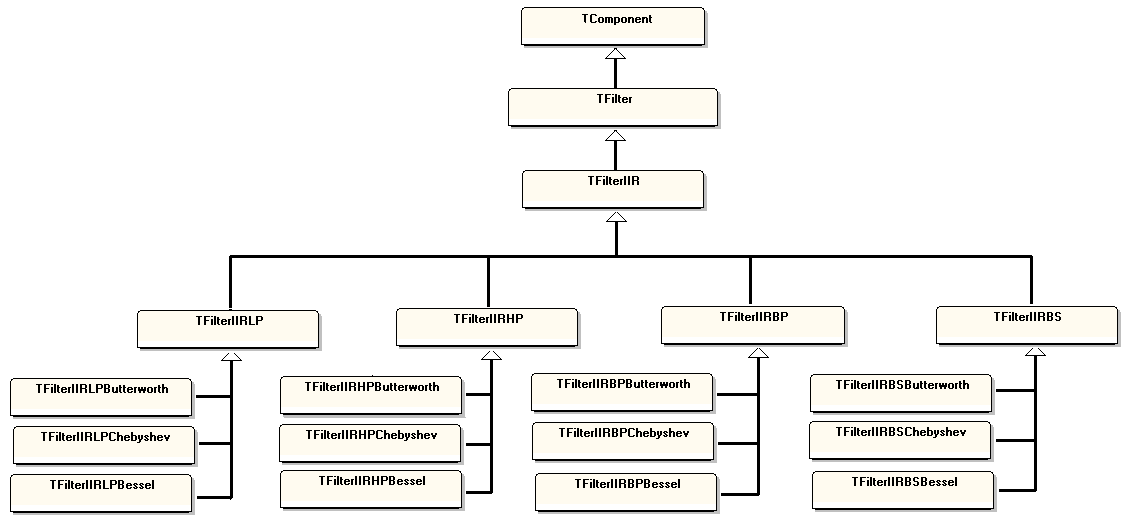 TComponent
TFilter
TFilterIIR
TFilterIIRLP
TFilterIIRHP
TFilterIIRBP
TFilterIIRBS
TFilterIIRLPButterworth
TFilterIIRHPButterworth
TFilterIIRBPButterworth
TFilterIIRBSButterworth
TFilterIIRLPChebyshev
TFilterIIRHPChebyshev
TFilterIIRBPChebyshev
TFilterIIRBSChebyshev
TFilterIIRLPBessel
TFilterIIRHPBessel
TFilterIIRBPBessel
TFilterIIRBSBessel